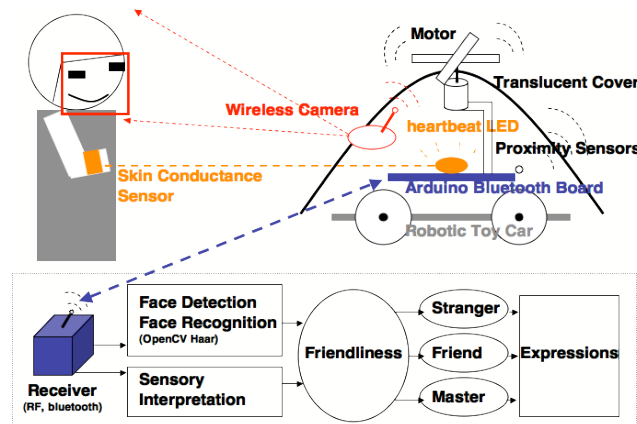 Motor
Translucent Cover
Wireless Camera
heartbeat LED
Proximity Sensors
Skin Conductance
Sensor
Arduino Bluetooth Board
Robotic Toy Car
Face Detection
Face Recognition
(OpenCV Haar)
Sensory
Interpretation
Receiver
(RF, bluetooth)
Friendliness
Stranger
Friend
Master
Expressions